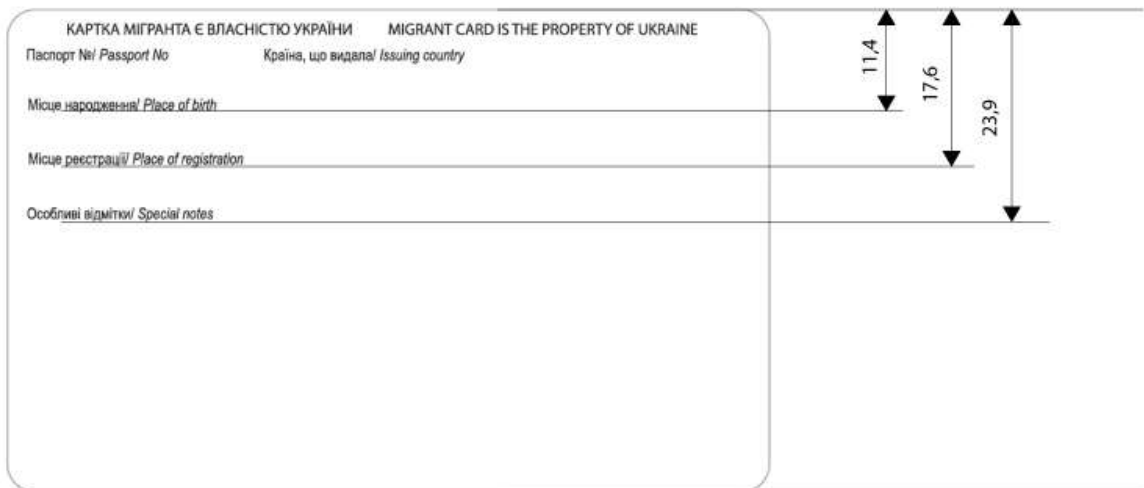 КАРТКА МІГРАНТА Є ВЛАСНІСТЮ УКРАЇНИ MIGRANT CARD IS THE PROPERTY OF UKRAINE
Паспорт №/ Passport No Країна, що видала/ Issuing country
11,4
17,6
23,9
Місце народження/ Place of birth
Місце реєстрації/ Place of registration
Особливі відмітки/ Special notes